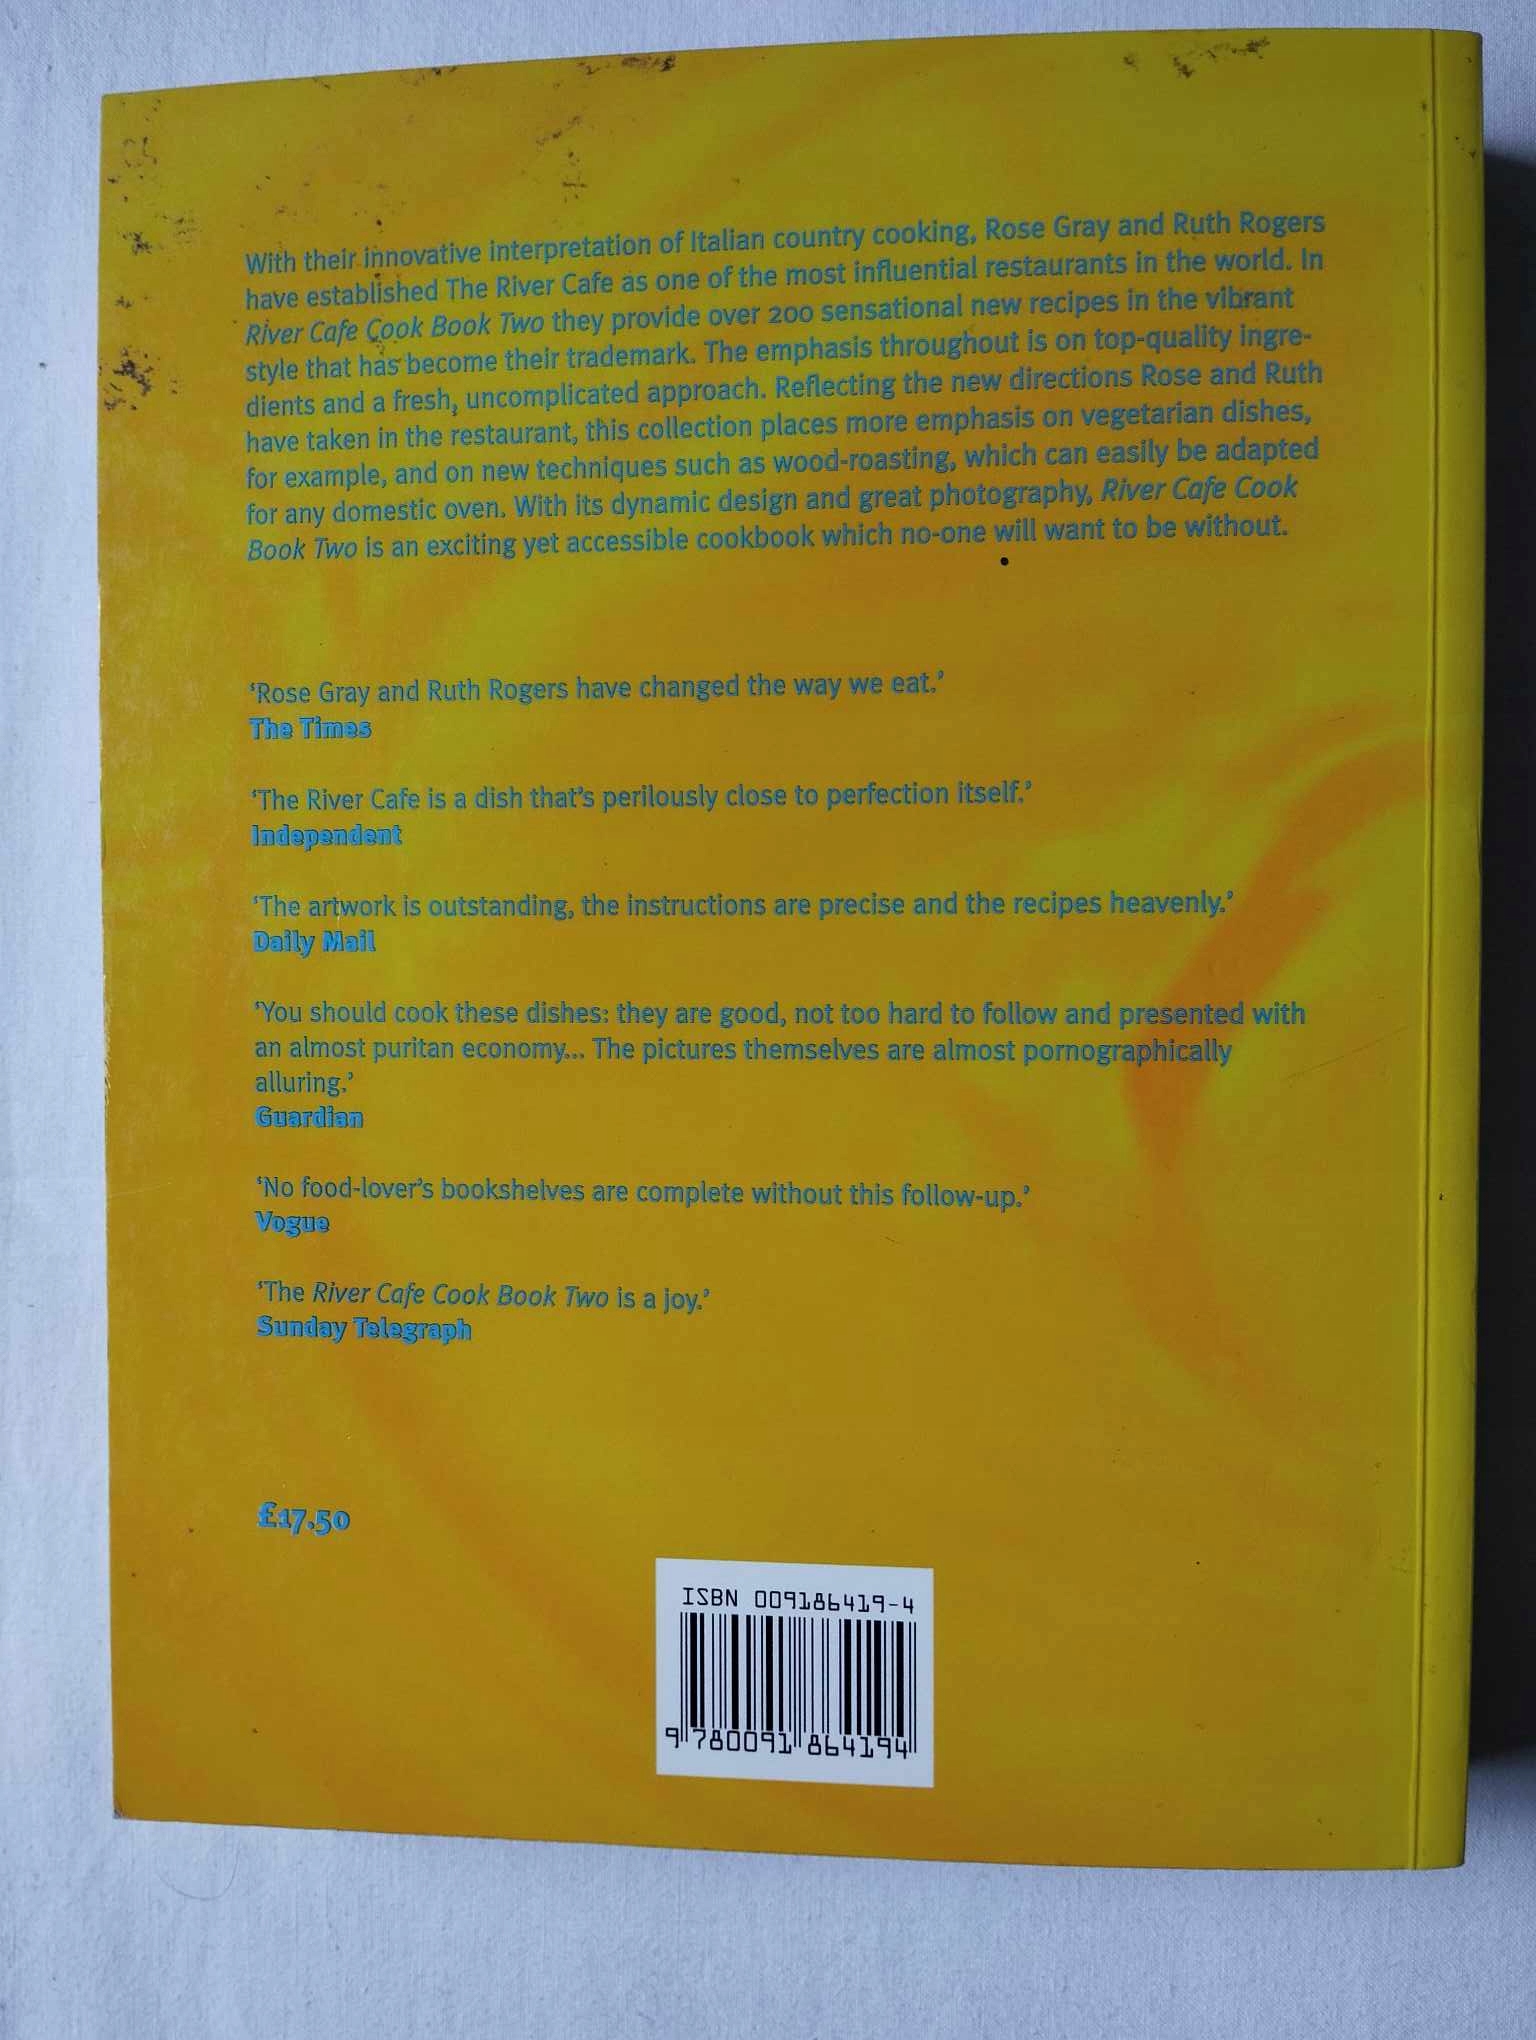 With their innovative interpretation of Italian country cooking, Rose Gray and Ruth Rogers
have established The River Cafe as one of the most influential restaurants in the world. In
River Cafe Cook Book Two they provide over 200 sensational new recipes in the vibrant
style that has become their trademark. The emphasis throughout is on top-quality ingre-
dients and a fresh, uncomplicated approach. Reflecting the new directions Rose and Ruth
have taken in the restaurant, this collection places more emphasis on vegetarian dishes,
for example, and on new techniques such as wood-roasting, which can easily be adapted
for any domestic oven. With its dynamic design and great photography, River Cafe Cook
Book Two is an exciting yet accessible cookbook which no-one will want to be without.
‘Rose Gray and Ruth Rogers have changed the way we eat.’
The Times
‘The River Cafe is a dish that’s perilously close to perfection itself.’
Independent
‘The artwork is outstanding, the instructions are precise and the recipes heavenly.’
Daily Mail
‘You should cook these dishes: they are good, not too hard to follow and presented with
an almost puritan economy... The pictures themselves are almost pornographically
alluring.’
Guardian
‘No food-lover’s bookshelves are complete without this follow-up.’
Vogue
‘The River Cafe Cook Book Two is a joy.’
Sunday Telegraph
£17.50
ISBN 009186419-4
9 780091 864194